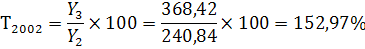 T₂₀₀₂ = Y₃/Y₂ × 100 = 368,42/240,84 × 100 = 152,97%